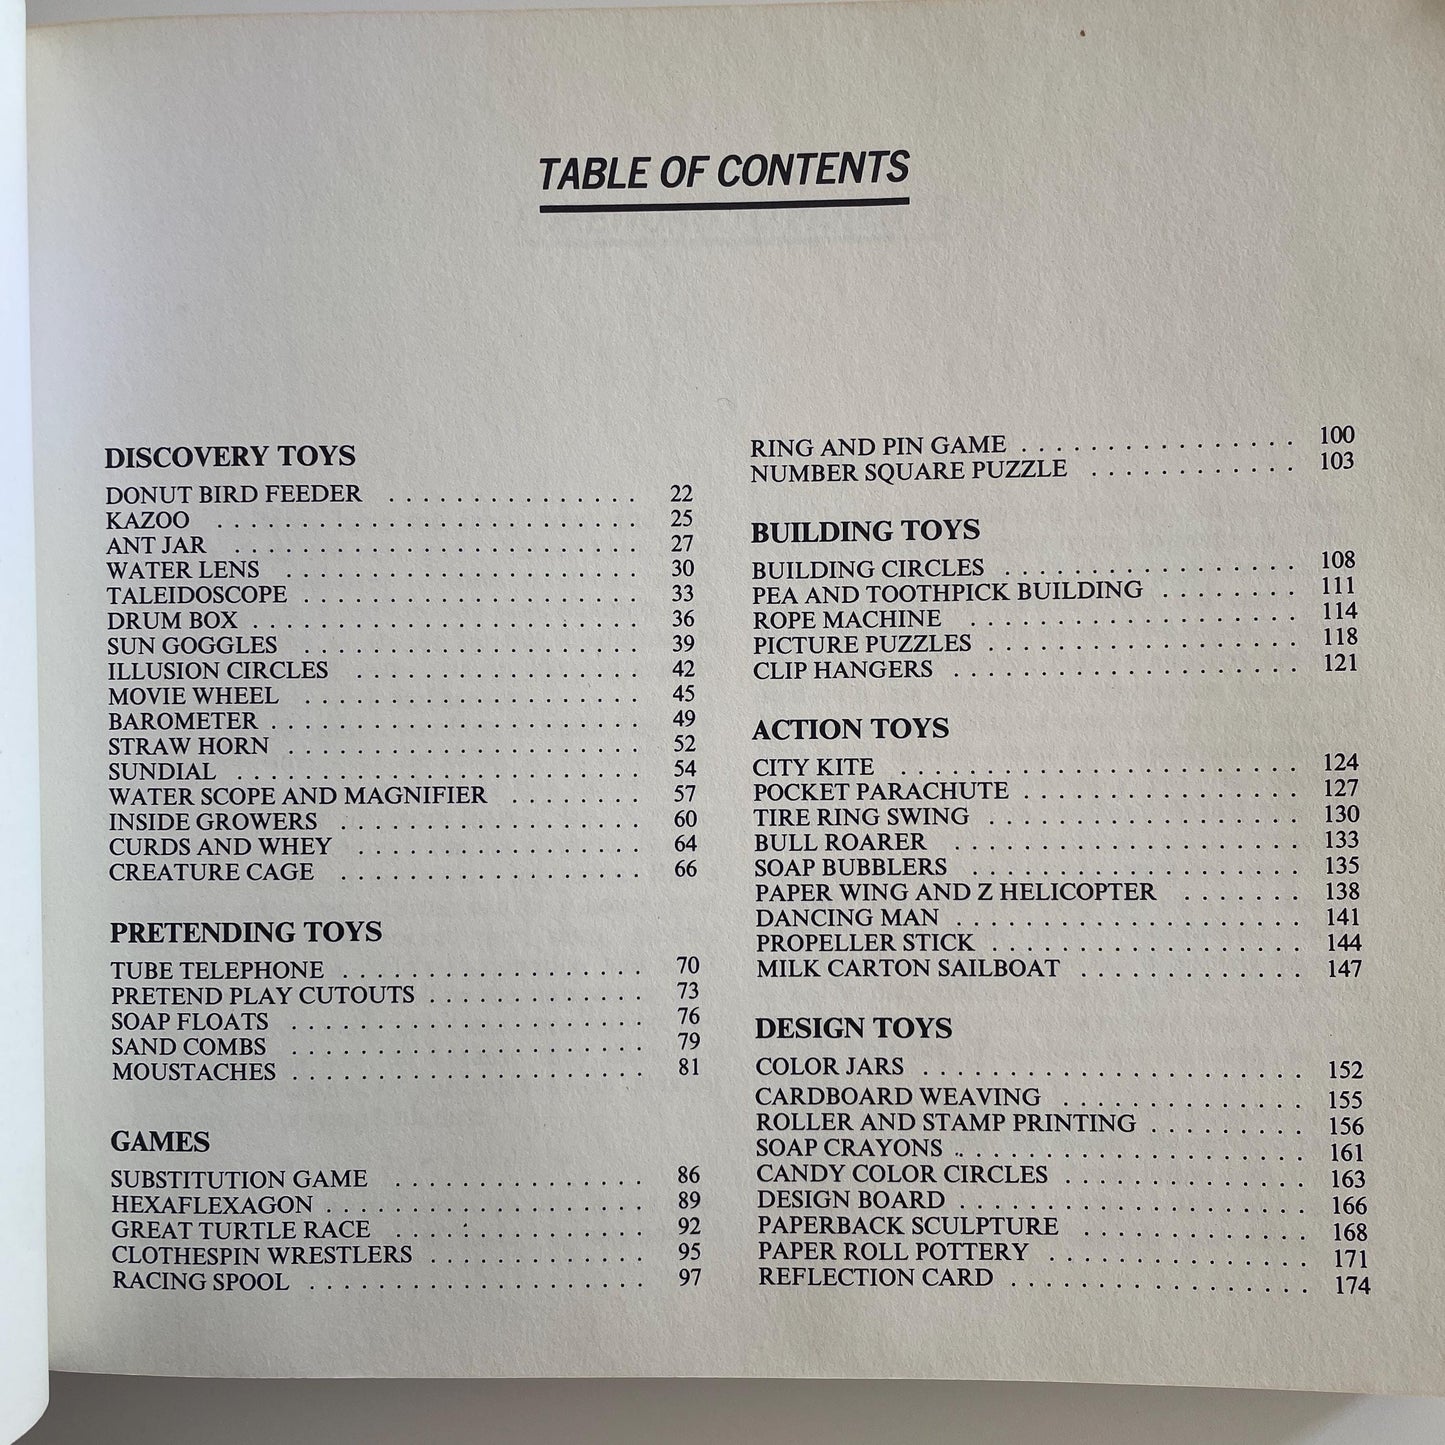 TABLE OF CONTENTS
DISCOVERY TOYS
DONUT BIRD FEEDER . . . . . . . . . . . . . . . 22
KAZOO . . . . . . . . . . . . . . . . . . . . . . . . . 25
ANT JAR . . . . . . . . . . . . . . . . . . . . . . . . 27
WATER LENS . . . . . . . . . . . . . . . . . . . . . 30
TALEIDOSCOPE . . . . . . . . . . . . . . . . . . . . 33
DRUM BOX . . . . . . . . . . . . . . . . . . . . . . . 36
SUN GOGGLES . . . . . . . . . . . . . . . . . . . . 39
ILLUSION CIRCLES . . . . . . . . . . . . . . . . . 42
MOVIE WHEEL . . . . . . . . . . . . . . . . . . . . 45
BAROMETER . . . . . . . . . . . . . . . . . . . . . . 49
STRAW HORN . . . . . . . . . . . . . . . . . . . . . 52
SUNDIAL . . . . . . . . . . . . . . . . . . . . . . . . 54
WATER SCOPE AND MAGNIFIER . . . . . . . . 57
INSIDE GROWERS . . . . . . . . . . . . . . . . . . 60
CURDS AND WHEY . . . . . . . . . . . . . . . . . 64
CREATURE CAGE . . . . . . . . . . . . . . . . . . 66
PRETENDING TOYS
TUBE TELEPHONE . . . . . . . . . . . . . . . . . . 70
PRETEND PLAY CUTOUTS . . . . . . . . . . . . . 73
SOAP FLOATS . . . . . . . . . . . . . . . . . . . . . 76
SAND COMBS . . . . . . . . . . . . . . . . . . . . . 79
MOUSTACHES . . . . . . . . . . . . . . . . . . . . . 81
GAMES
SUBSTITUTION GAME . . . . . . . . . . . . . . . 86
HEXAFLEXAGON . . . . . . . . . . . . . . . . . . . 89
GREAT TURTLE RACE . . . . . . . . . . . . . . . 92
CLOTHESPIN WRESTLERS . . . . . . . . . . . . . 95
RACING SPOOL . . . . . . . . . . . . . . . . . . . . 97
RING AND PIN GAME . . . . . . . . . . . . . . . . 100
NUMBER SQUARE PUZZLE . . . . . . . . . . . . 103
BUILDING TOYS
BUILDING CIRCLES . . . . . . . . . . . . . . . . . 108
PEA AND TOOTHPICK BUILDING . . . . . . . . 111
ROPE MACHINE . . . . . . . . . . . . . . . . . . . 114
PICTURE PUZZLES . . . . . . . . . . . . . . . . . . 118
CLIP HANGERS . . . . . . . . . . . . . . . . . . . . 121
ACTION TOYS
CITY KITE . . . . . . . . . . . . . . . . . . . . . . . 124
POCKET PARACHUTE . . . . . . . . . . . . . . . . 127
TIRE RING SWING . . . . . . . . . . . . . . . . . . 130
BULL ROARER . . . . . . . . . . . . . . . . . . . . 133
SOAP BUBBLERS . . . . . . . . . . . . . . . . . . . 135
PAPER WING AND Z HELICOPTER . . . . . . . 138
DANCING MAN . . . . . . . . . . . . . . . . . . . . 141
PROPELLER STICK . . . . . . . . . . . . . . . . . . 144
MILK CARTON SAILBOAT . . . . . . . . . . . . . 147
DESIGN TOYS
COLOR JARS . . . . . . . . . . . . . . . . . . . . . . 152
CARDBOARD WEAVING . . . . . . . . . . . . . . 155
ROLLER AND STAMP PRINTING . . . . . . . . . 156
SOAP CRAYONS . . . . . . . . . . . . . . . . . . . . 161
CANDY COLOR CIRCLES . . . . . . . . . . . . . . 163
DESIGN BOARD . . . . . . . . . . . . . . . . . . . . 166
PAPERBACK SCULPTURE . . . . . . . . . . . . . 168
PAPER ROLL POTTERY . . . . . . . . . . . . . . . 171
REFLECTION CARD . . . . . . . . . . . . . . . . . 174